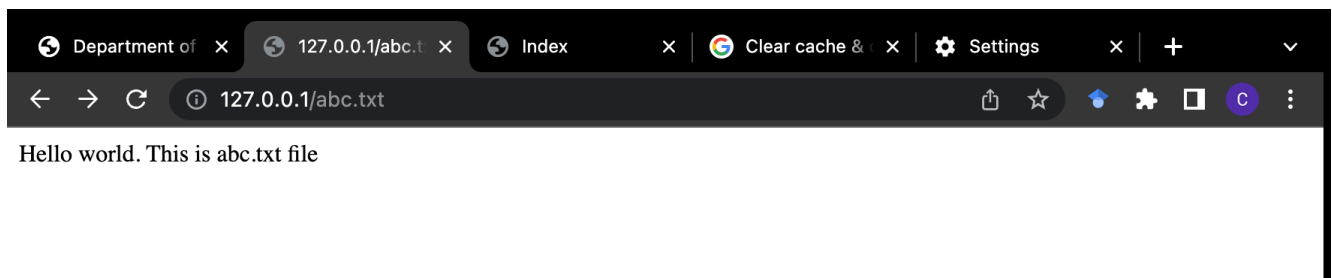 Department of
127.0.0.1/abc.t
Index
Clear cache &
Settings
127.0.0.1/abc.txt
C
Hello world. This is abc.txt file